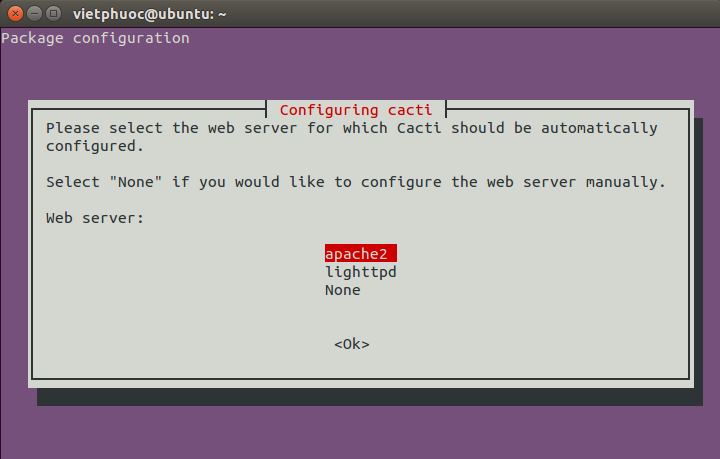 vietphuoc@ubuntu: ~
Package configuration
Configuring cacti
Please select the web server for which Cacti should be automatically
configured.
Select "None" if you would like to configure the web server manually.
Web server:
apache2
lighttpd
None
<Ok>